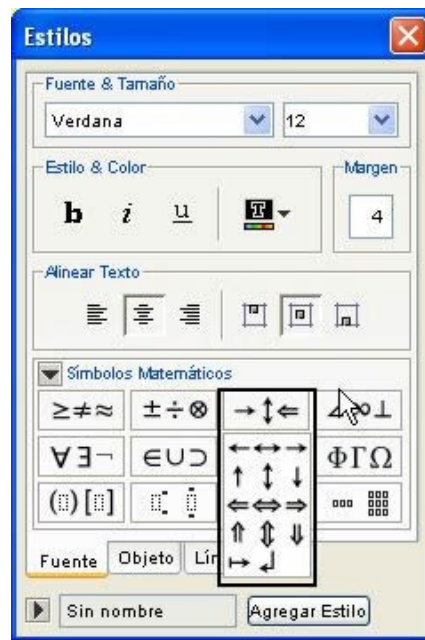 Estilos
Fuente & Tamaño
Verdana 12
Estilo & Color Margen
b i u T 4
Alinear Texto
Símbolos Matemáticos
≥≠≈ ±÷⊗ →↕⇐ ∞⊥
∀∃¬ ∈∪⊃ ←↔→ ΦΓΩ
↑ ↕ ↓
(▯) [▯] ⇐⇔⇒
⇑ ⇕ ⇓
↦ ↲
Fuente Objeto
Sin nombre Agregar Estilo